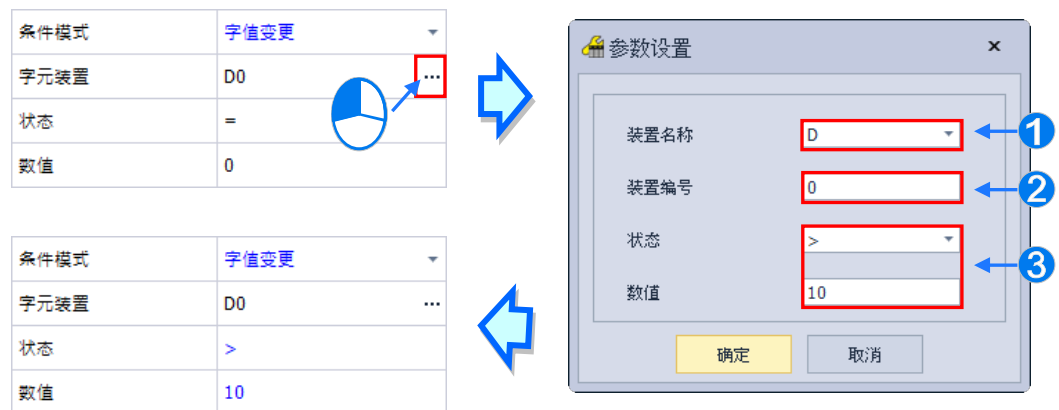 条件模式 字值变更
字元装置 D0 ...
状态 =
数值 0
参数设置 ×
装置名称 D 1
装置编号 0 2
状态 >
3
数值 10
确定 取消
条件模式 字值变更
字元装置 D0 ...
状态 >
数值 10